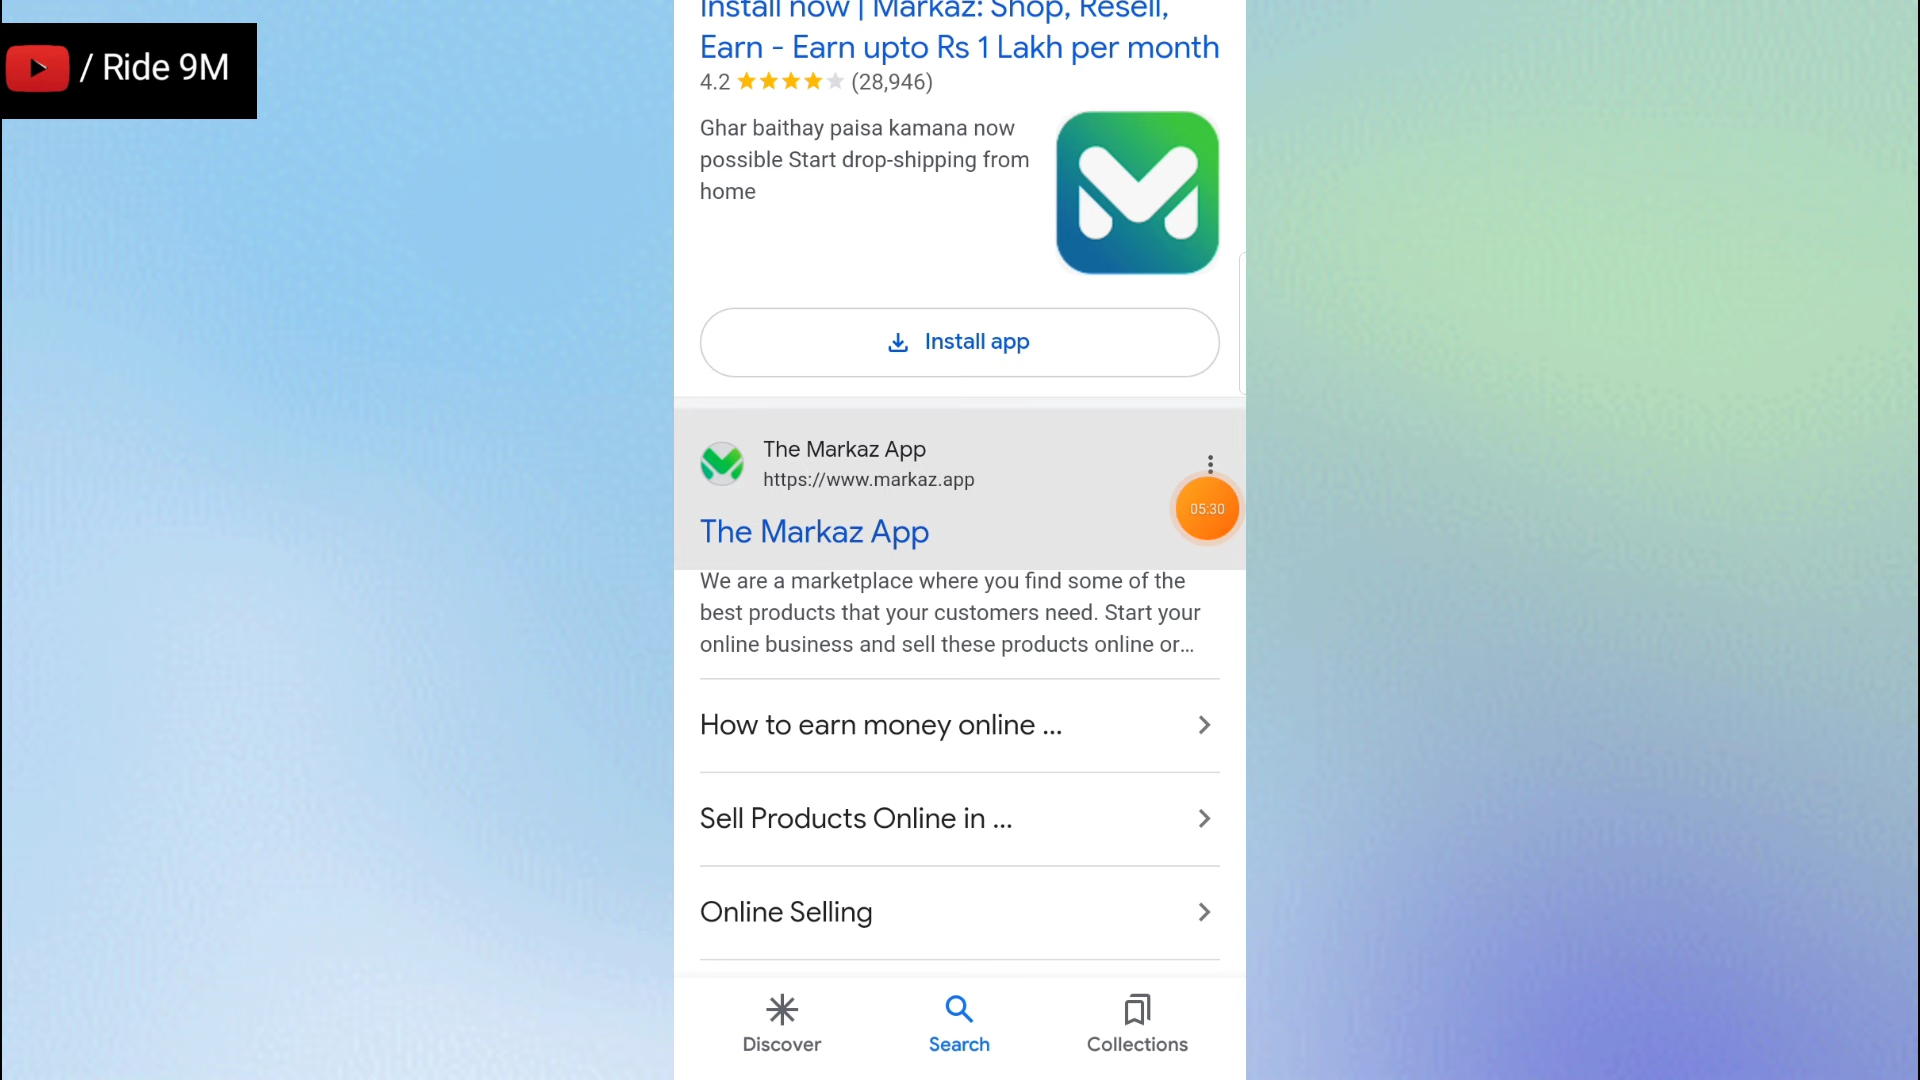 / Ride 9M
Install now | Markaz: Shop, Resell,
Earn - Earn upto Rs 1 Lakh per month
4.2 (28,946)
Ghar baithay paisa kamana now
possible Start drop-shipping from
home
Install app
The Markaz App
https://www.markaz.app
05:30
The Markaz App
We are a marketplace where you find some of the
best products that your customers need. Start your
online business and sell these products online or...
How to earn money online ...
Sell Products Online in ...
Online Selling
Discover
Search
Collections